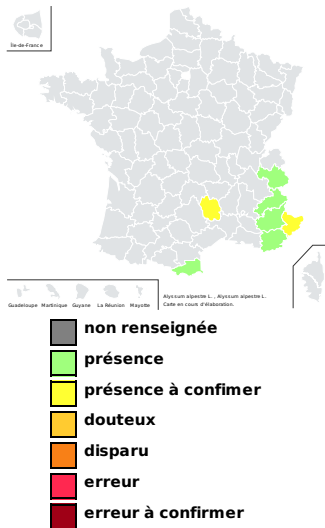 Île-de-France
Guadeloupe Martinique Guyane La Réunion Mayotte
Alyssum alpestre L. , Alyssum alpestre L.
Carte en cours d'élaboration.
non renseignée
présence
présence à confimer
douteux
disparu
erreur
erreur à confirmer